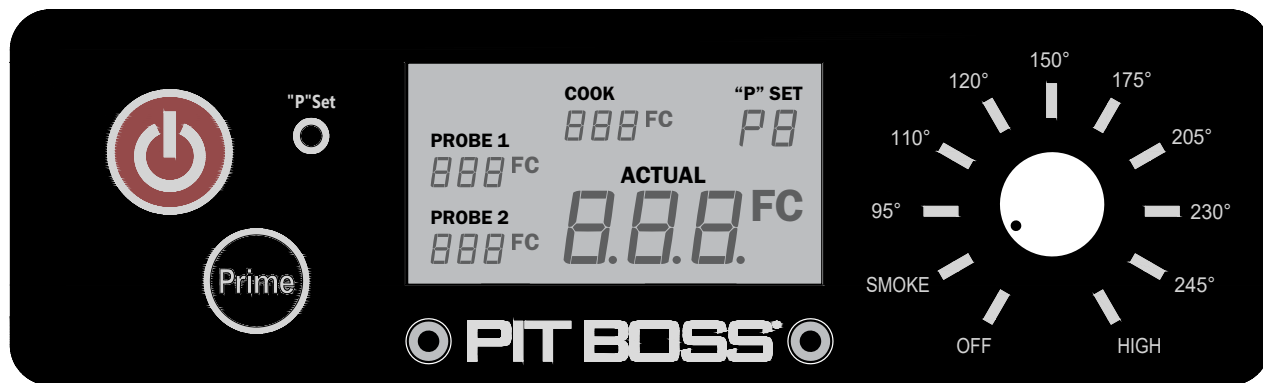 "P"Set
Prime
COOK
888 FC
"P" SET
P8
PROBE 1
888 FC
ACTUAL
8.8.8. FC
PROBE 2
888 FC
PIT BOSS®
OFF
SMOKE
95°
110°
120°
150°
175°
205°
230°
245°
HIGH